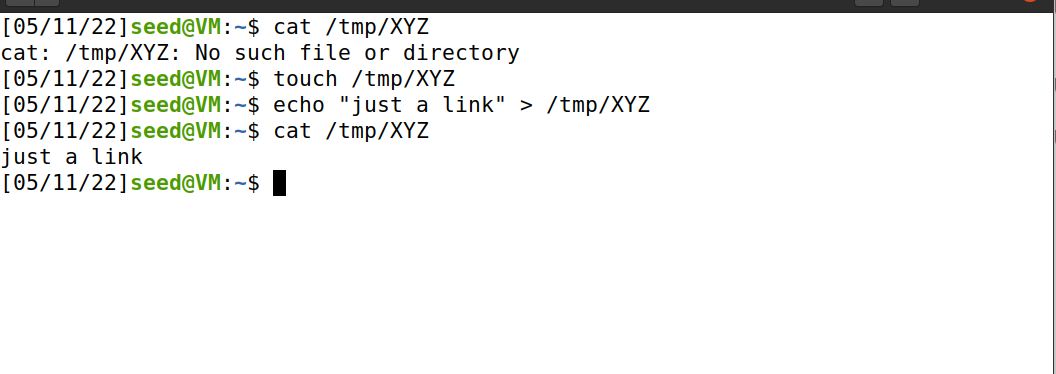 [05/11/22]seed@VM:~$ cat /tmp/XYZ
cat: /tmp/XYZ: No such file or directory
[05/11/22]seed@VM:~$ touch /tmp/XYZ
[05/11/22]seed@VM:~$ echo "just a link" > /tmp/XYZ
[05/11/22]seed@VM:~$ cat /tmp/XYZ
just a link
[05/11/22]seed@VM:~$